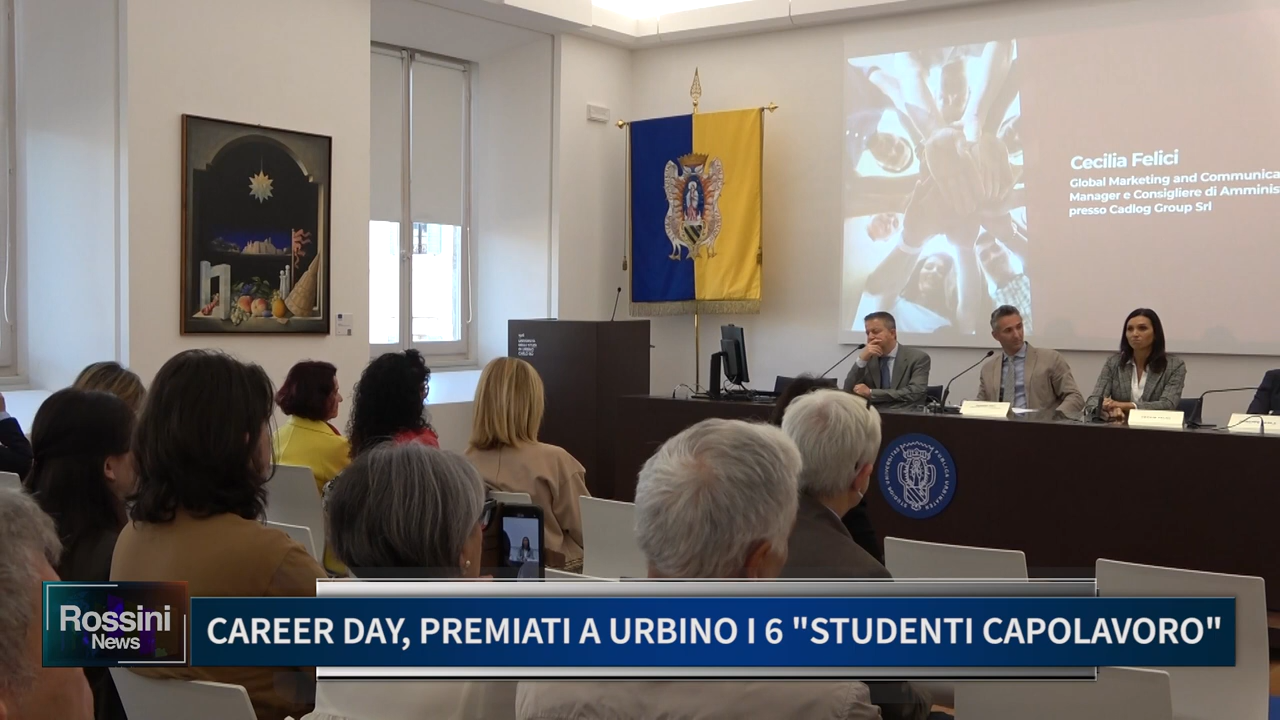 Cecilia Felici
Global Marketing and Communica
Manager e Consigliere di Amminis
presso Cadlog Group Srl
Rossini
News
CAREER DAY, PREMIATI A URBINO I 6 "STUDENTI CAPOLAVORO"